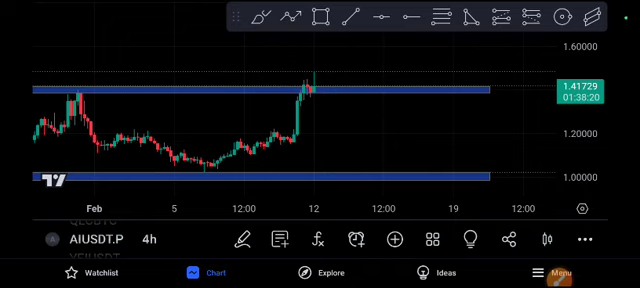 1.60000
1.41729
01:38:20
1.20000
1.00000
TV
Feb
5
12:00
12
12:00
19
12:00
A
AIUSDT.P
4h
Watchlist
Chart
Explore
Ideas
Menu